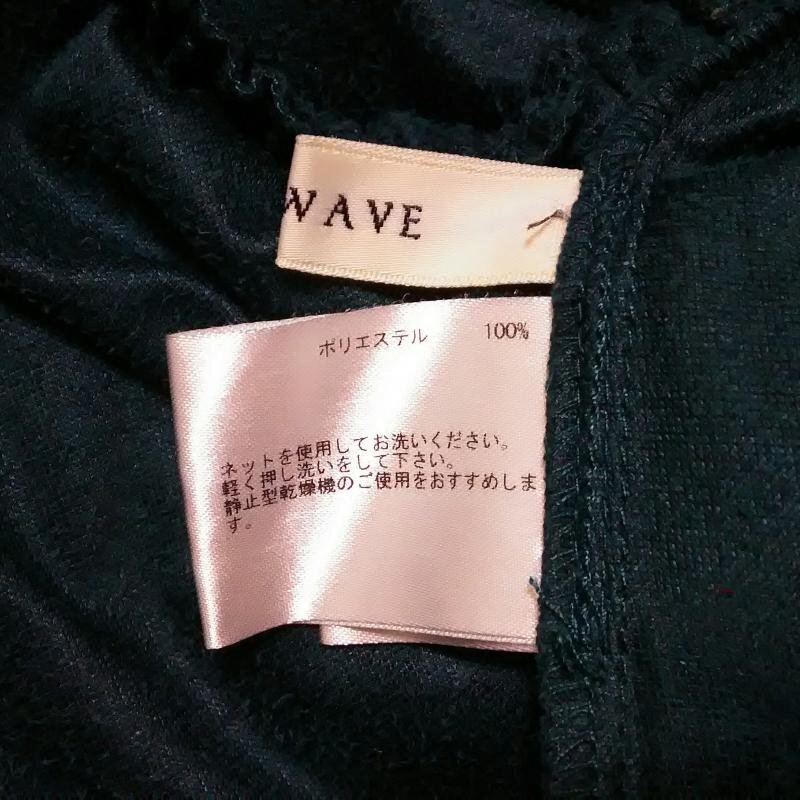 WAVE
ポリエステル 100%
ネットを使用してお洗いください。
軽く押し洗いをして下さい。
静止型乾燥機のご使用をおすすめしま
す。